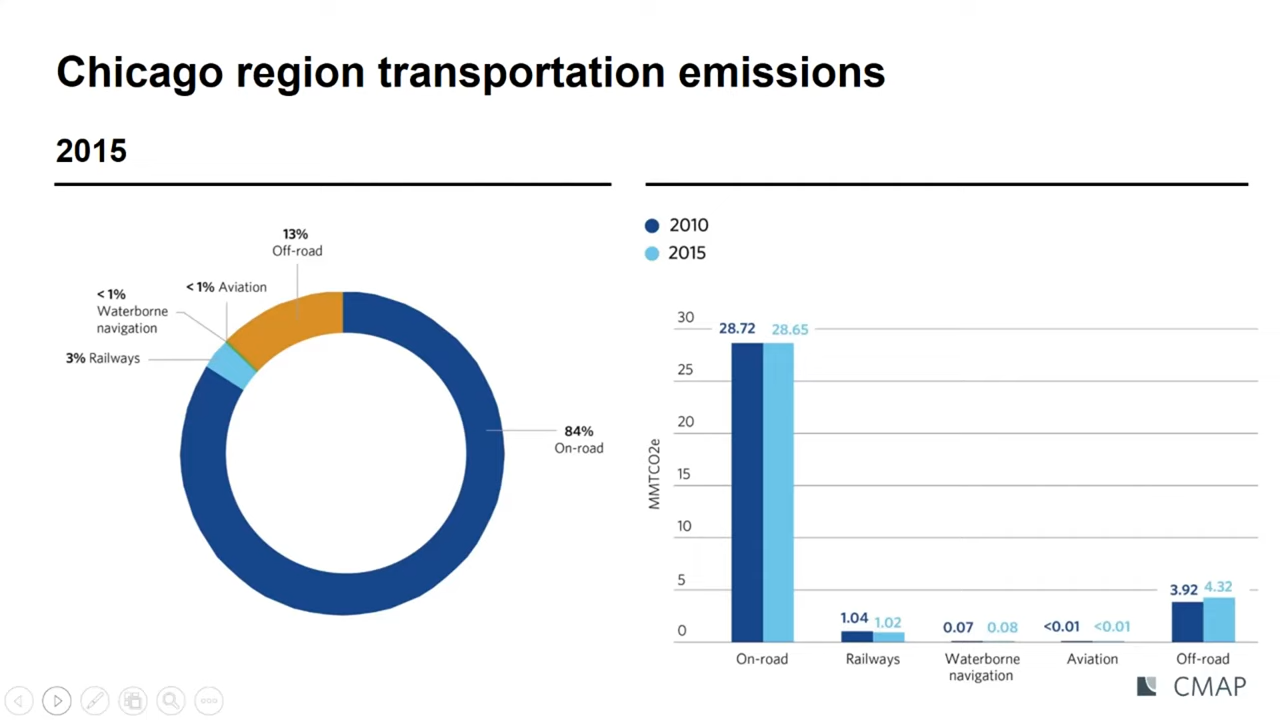 Chicago region transportation emissions
2015
13%
Off-road
< 1% Aviation
< 1%
Waterborne
navigation
3% Railways
84%
On-road
2010
2015
MMTCO2e
30
25
20
15
10
5
0
28.72 28.65
1.04 1.02
0.07 0.08
<0.01 <0.01
3.92 4.32
On-road
Railways
Waterborne
navigation
Aviation
Off-road
CMAP